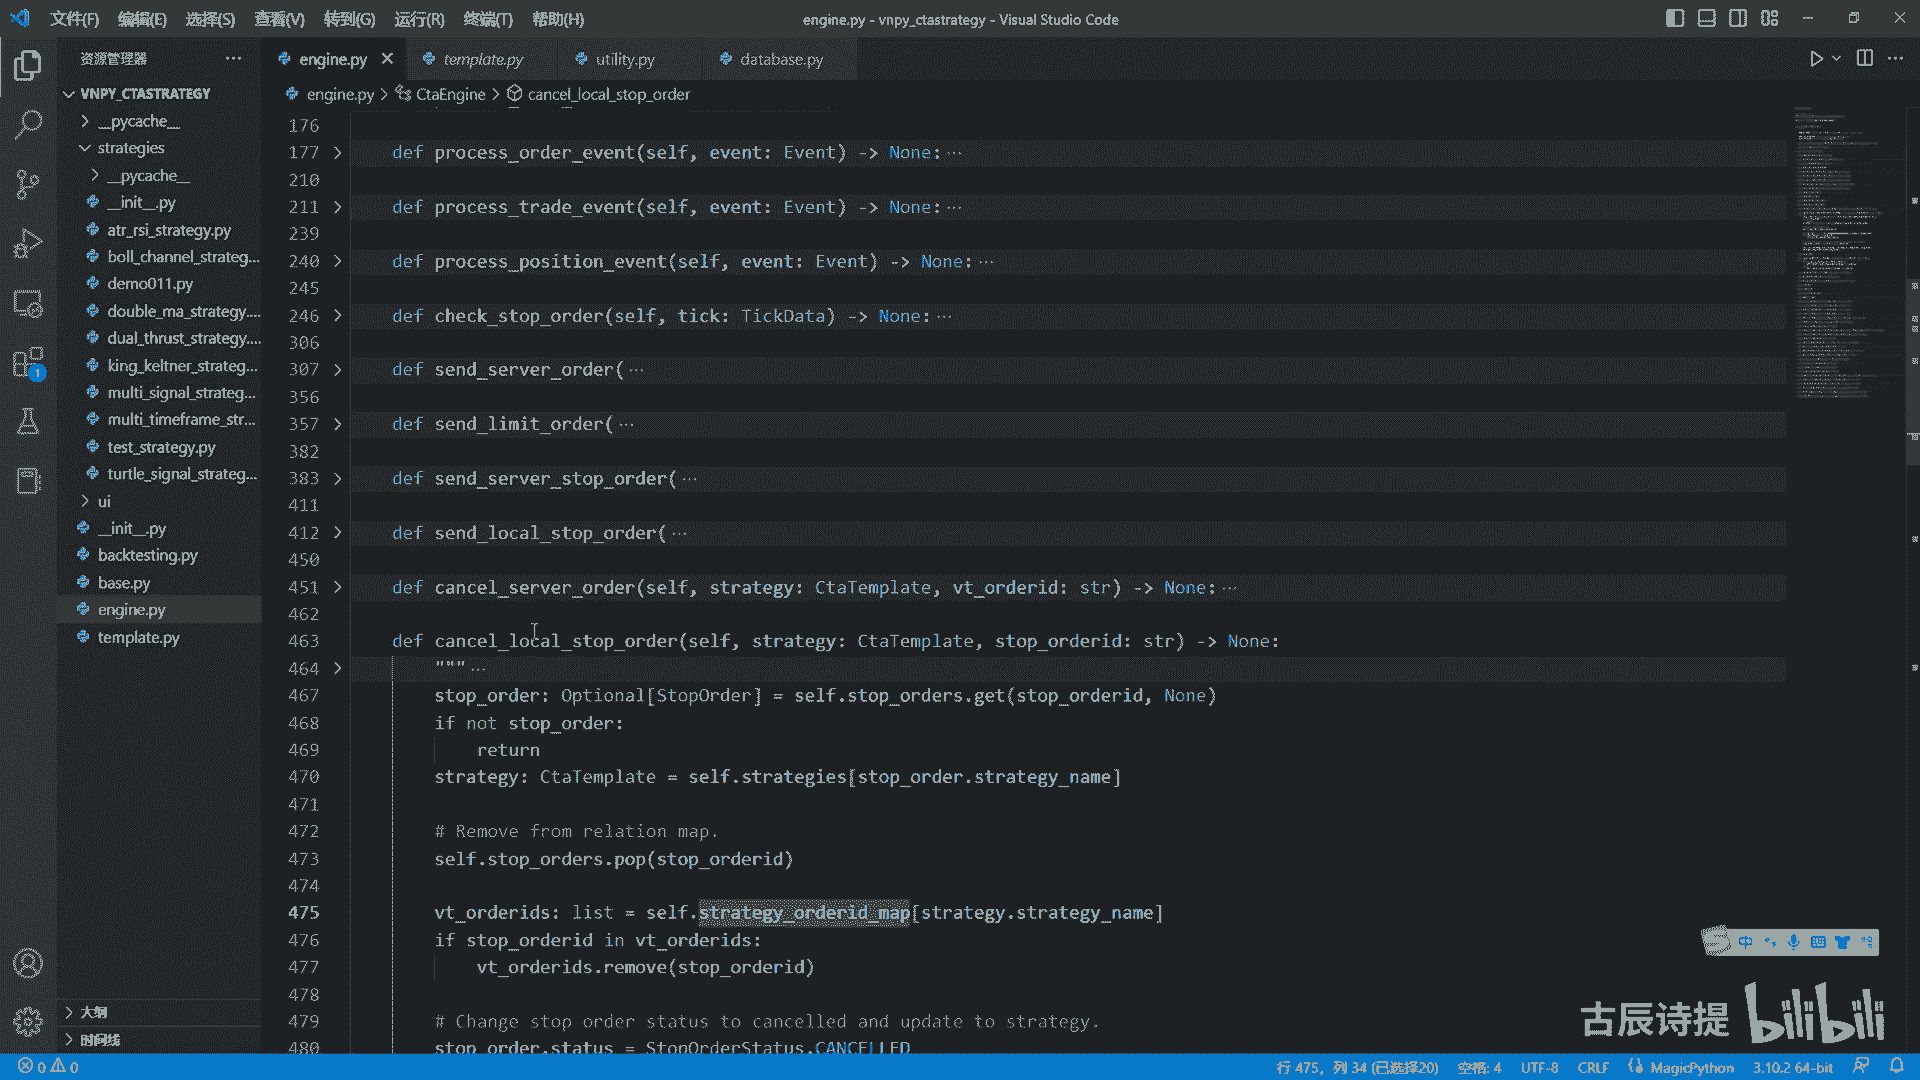 文件(F) 编辑(E) 选择(S) 查看(V) 转到(G) 运行(R) 终端(T) 帮助(H)
engine.py - vnpy_ctastrategy - Visual Studio Code
资源管理器
engine.py
template.py
utility.py
database.py
VNPY_CTASTRATEGY
__pycache__
strategies
__pycache__
__init__.py
atr_rsi_strategy.py
boll_channel_strateg...
demo011.py
double_ma_strategy....
dual_thrust_strategy....
king_keltner_strateg...
multi_signal_strateg...
multi_timeframe_str...
test_strategy.py
turtle_signal_strateg...
ui
__init__.py
backtesting.py
base.py
engine.py
template.py
大纲
时间线
1
engine.py > CtaEngine > cancel_local_stop_order
176
177 def process_order_event(self, event: Event) -> None:···
210
211 def process_trade_event(self, event: Event) -> None:···
239
240 def process_position_event(self, event: Event) -> None:···
245
246 def check_stop_order(self, tick: TickData) -> None:···
306
307 def send_server_order(···
356
357 def send_limit_order(···
382
383 def send_server_stop_order(···
411
412 def send_local_stop_order(···
450
451 def cancel_server_order(self, strategy: CtaTemplate, vt_orderid: str) -> None:···
462
463 def cancel_local_stop_order(self, strategy: CtaTemplate, stop_orderid: str) -> None:
464 """···
467 stop_order: Optional[StopOrder] = self.stop_orders.get(stop_orderid, None)
468 if not stop_order:
469 return
470 strategy: CtaTemplate = self.strategies[stop_order.strategy_name]
471
472 # Remove from relation map.
473 self.stop_orders.pop(stop_orderid)
474
475 vt_orderids: list = self.strategy_orderid_map[strategy.strategy_name]
476 if stop_orderid in vt_orderids:
477 vt_orderids.remove(stop_orderid)
478
479 # Change stop order status to cancelled and update to strategy.
480 stop_order.status = StopOrderStatus.CANCELLED
中
古辰诗提 bilibili
0 0
行 475, 列 34 (已选择20) 空格: 4 UTF-8 CRLF MagicPython 3.10.2 64-bit